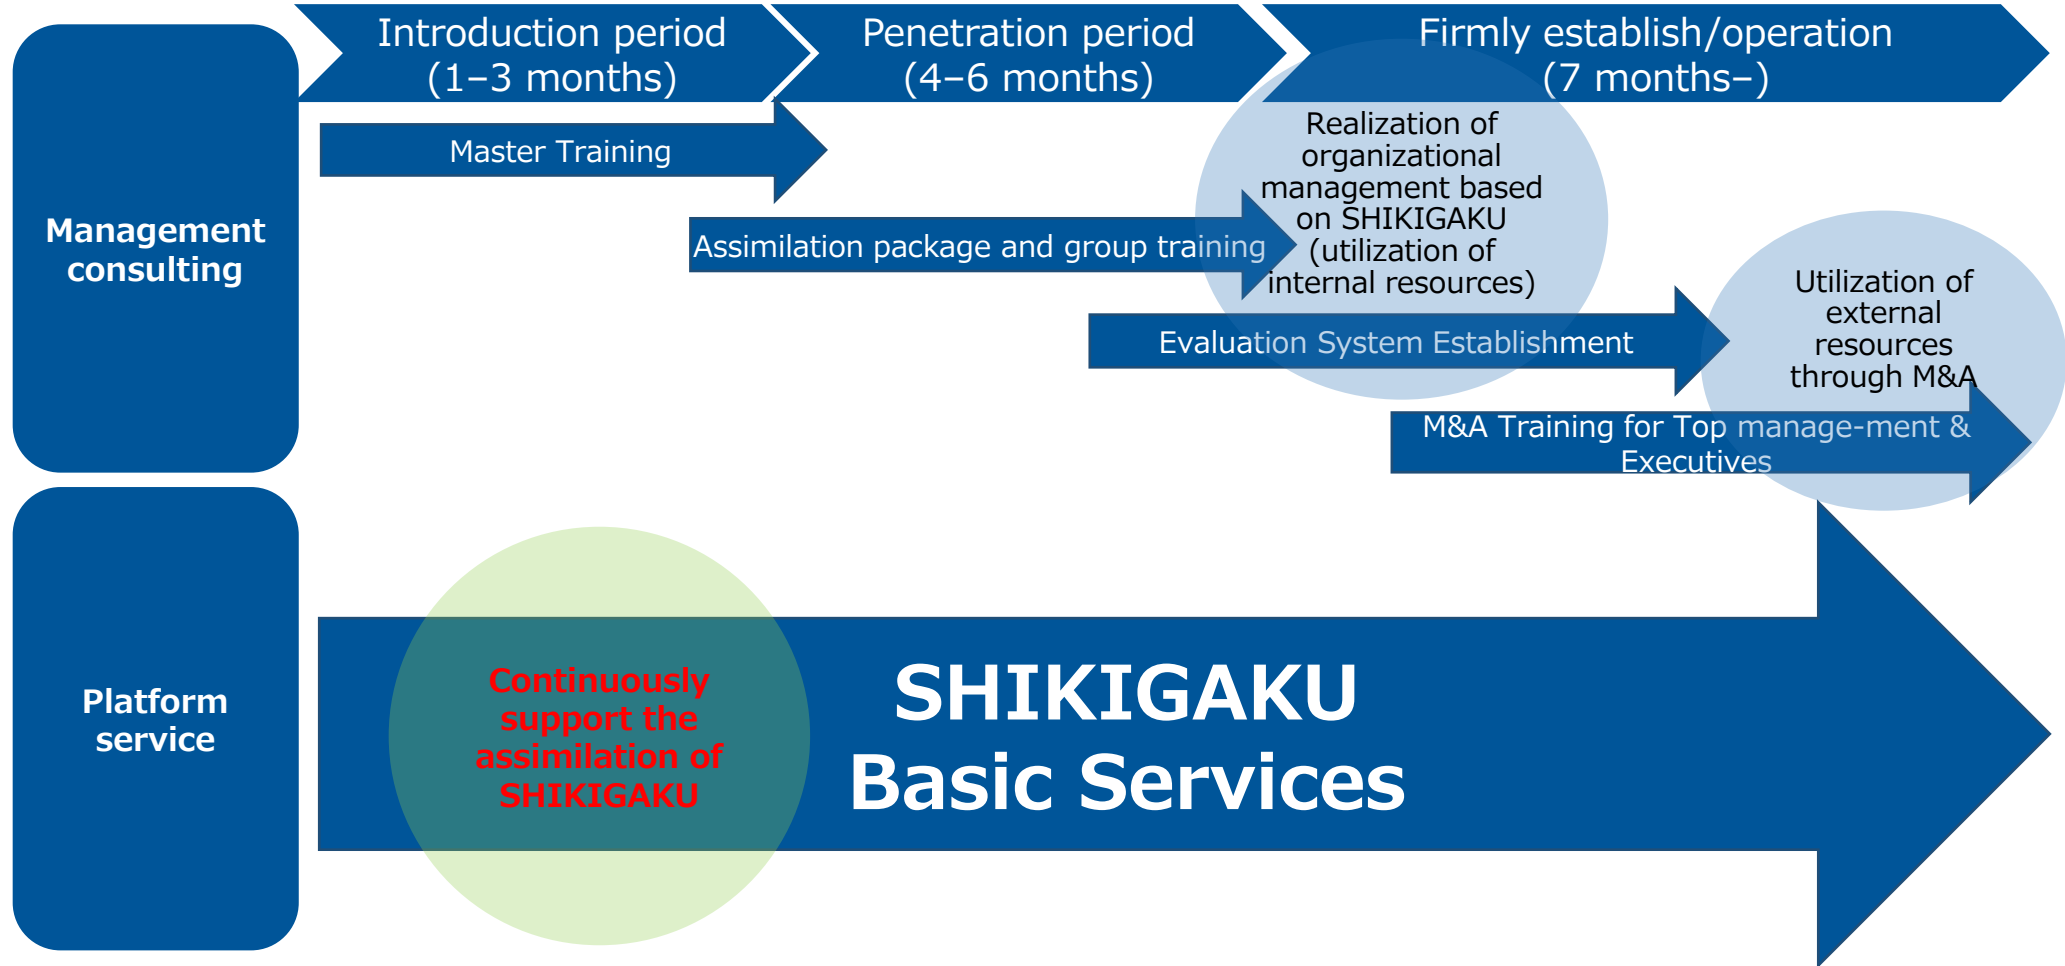 Introduction period
(1–3 months)
Penetration period
(4–6 months)
Firmly establish/operation
(7 months–)
Management
consulting
Master Training
Assimilation package and group training
Realization of
organizational
management based
on SHIKIGAKU
(utilization of
internal resources)
Evaluation System Establishment
Utilization of
external
resources
through M&A
M&A Training for Top manage-ment &
Executives
Platform
service
Continuously
support the
assimilation of
SHIKIGAKU
SHIKIGAKU
Basic Services